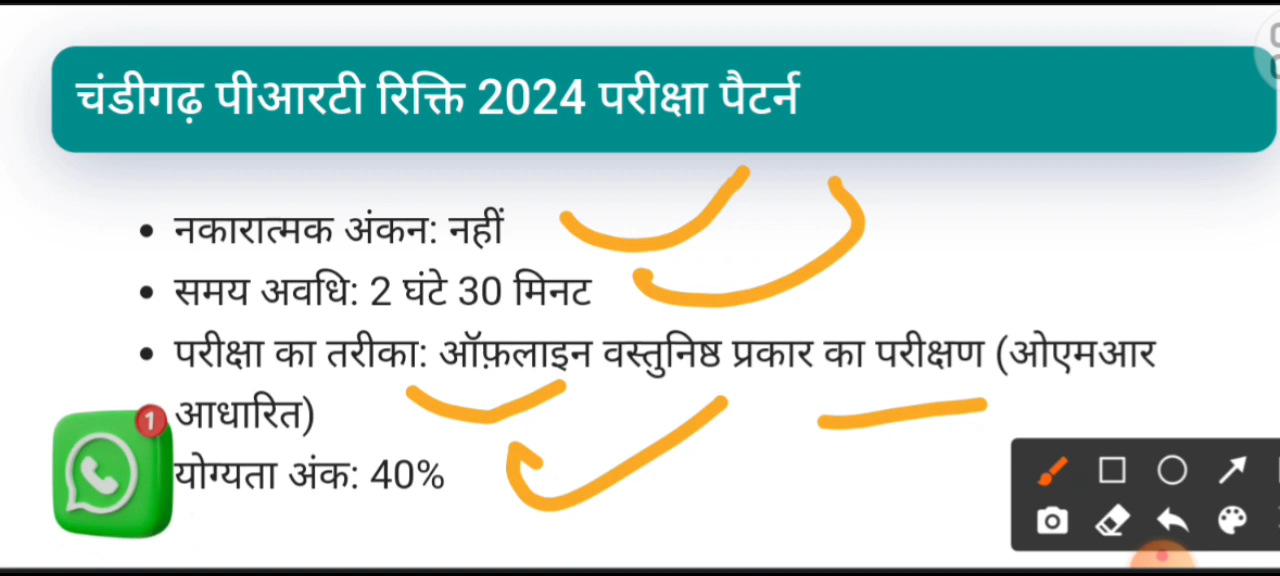 चंडीगढ़ पीआरटी रिक्ति 2024 परीक्षा पैटर्न
नकारात्मक अंकन: नहीं
समय अवधि: 2 घंटे 30 मिनट
परीक्षा का तरीका: ऑफ़लाइन वस्तुनिष्ठ प्रकार का परीक्षण (ओएमआर
आधारित)
1
योग्यता अंक: 40%